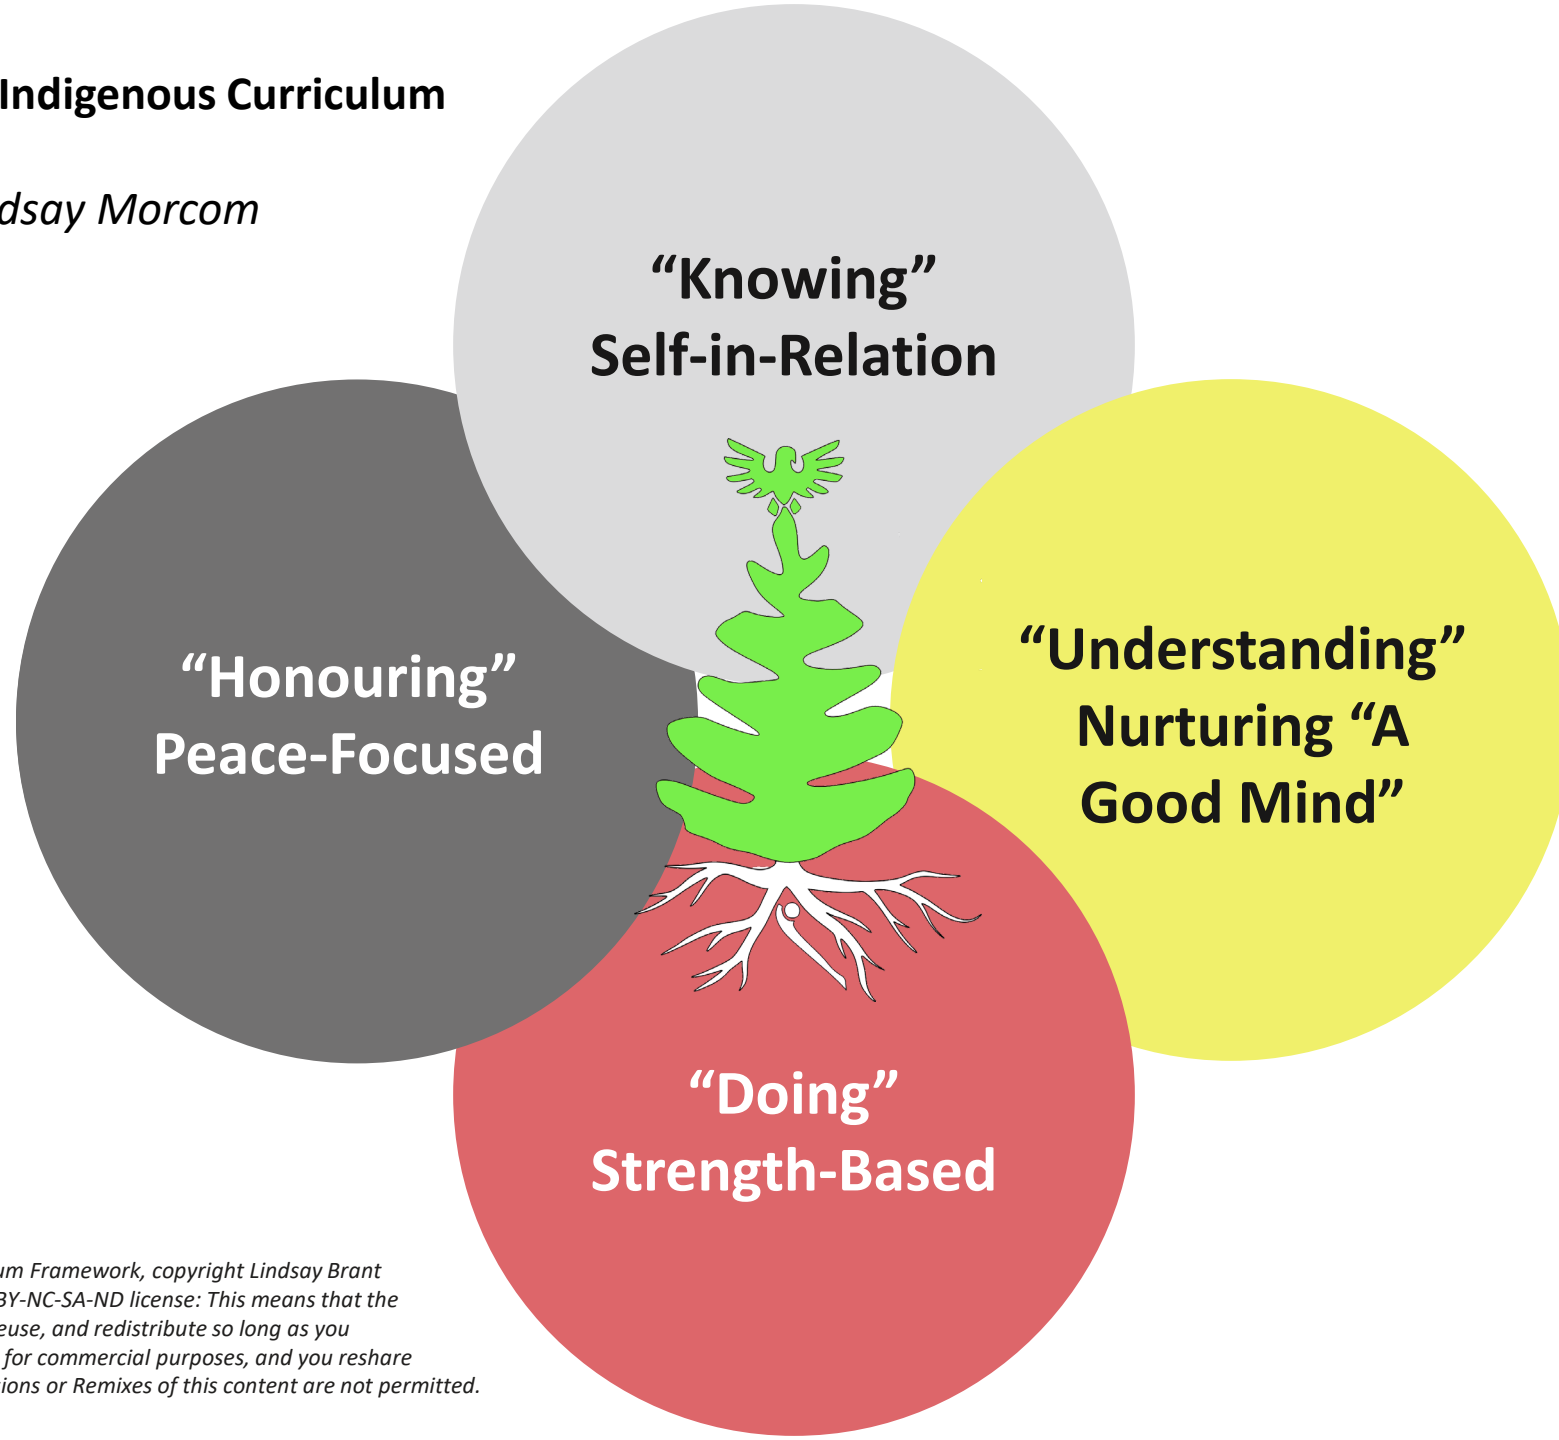 Indigenous Curriculum
dsay Morcom
“Knowing”
Self-in-Relation
“Honouring”
Peace-Focused
“Understanding”
Nurturing “A
Good Mind”
“Doing”
Strength-Based
um Framework, copyright Lindsay Brant
BY-NC-SA-ND license: This means that the
euse, and redistribute so long as you
for commercial purposes, and you reshare
sions or Remixes of this content are not permitted.